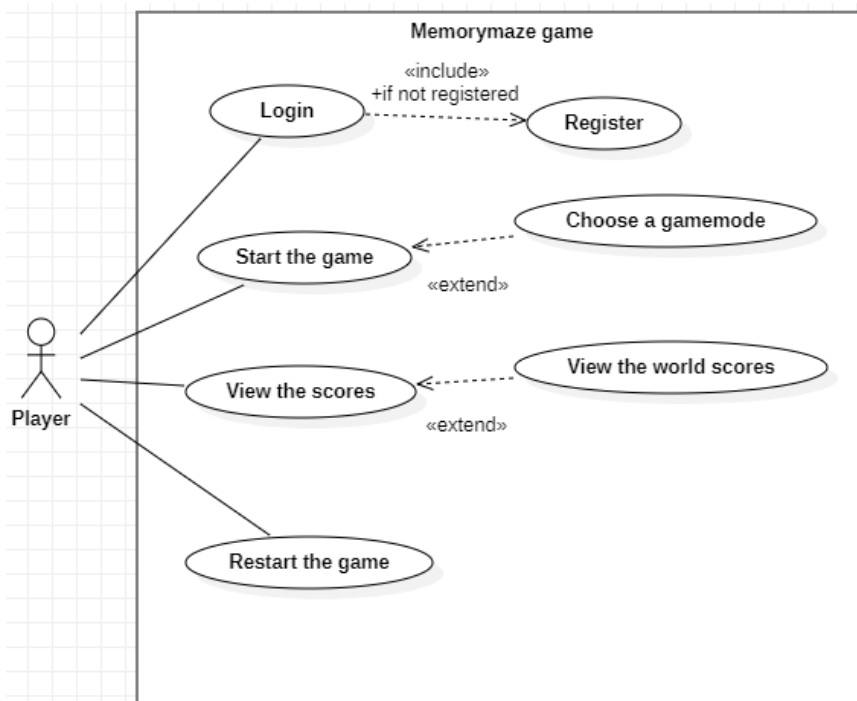 Memorymaze game
«include»
+if not registered
Login
Register
Choose a gamemode
Start the game
«extend»
View the world scores
View the scores
«extend»
Player
Restart the game